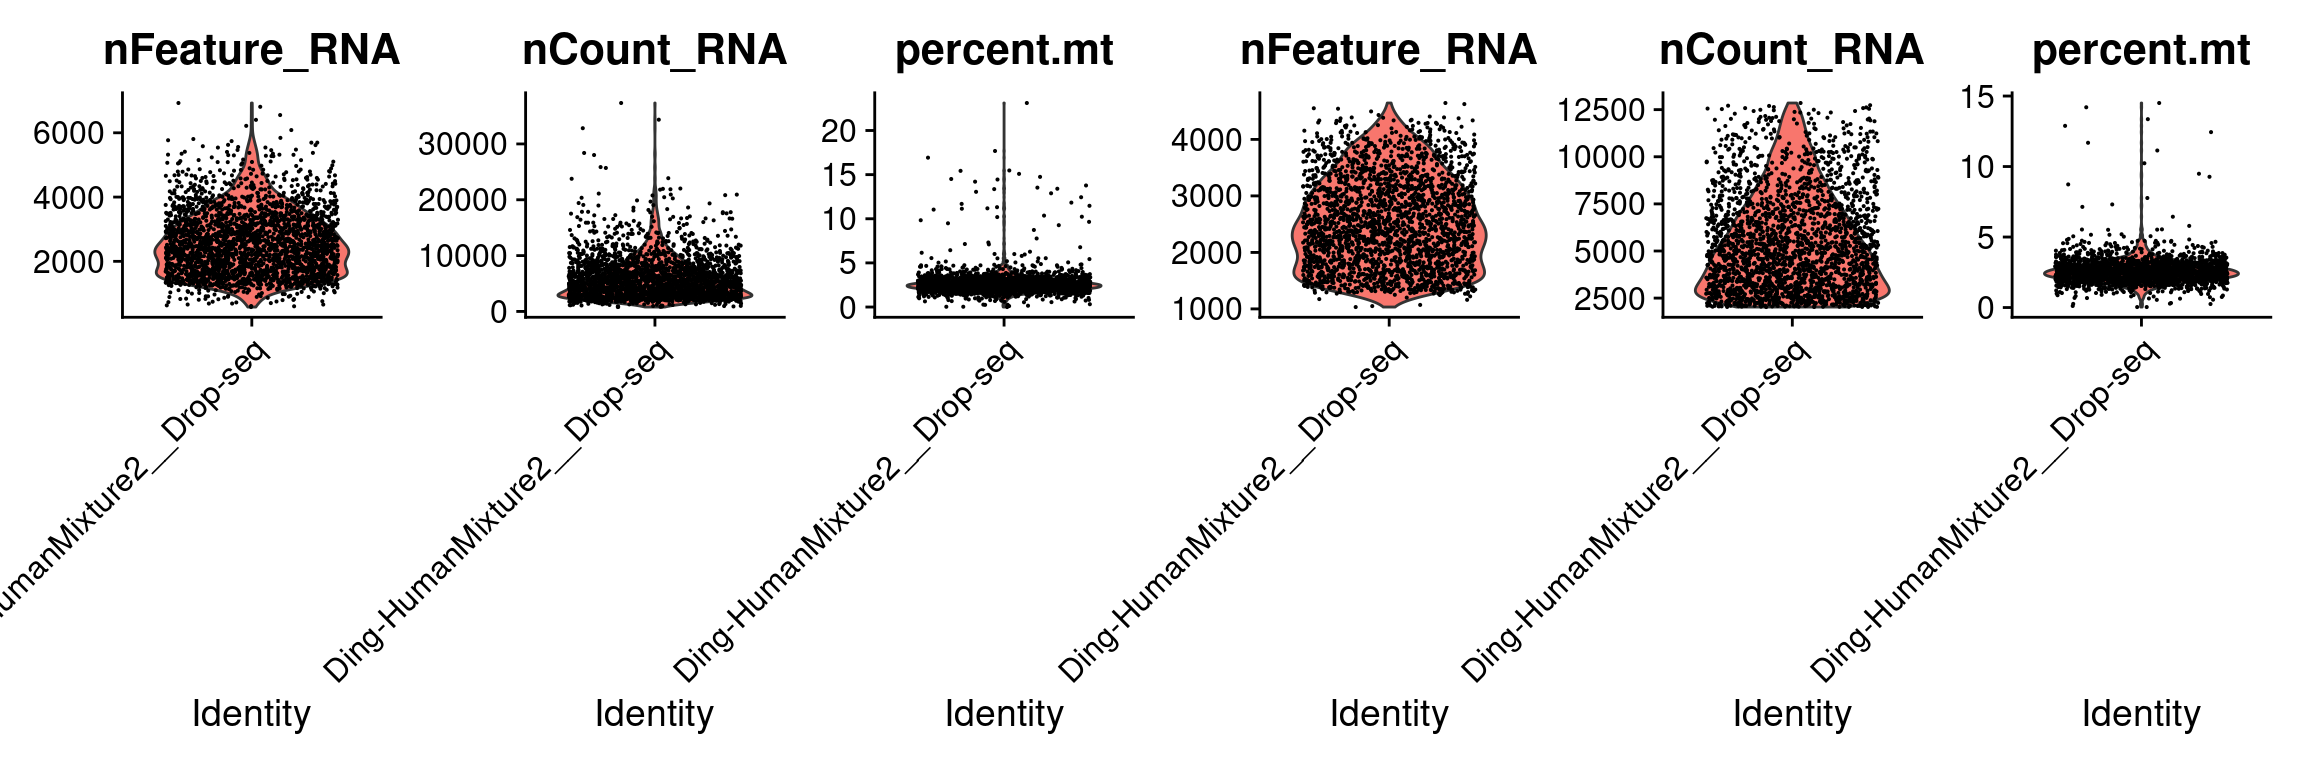 nFeature_RNA
6000
4000
2000
HumanMixture2__Drop-seq
Identity
nCount_RNA
30000
20000
10000
0
Ding-HumanMixture2__Drop-seq
Identity
percent.mt
20
15
10
5
0
Ding-HumanMixture2__Drop-seq
Identity
nFeature_RNA
4000
3000
2000
1000
Ding-HumanMixture2__Drop-seq
Identity
nCount_RNA
12500
10000
7500
5000
2500
Ding-HumanMixture2__Drop-seq
Identity
percent.mt
15
10
5
0
Ding-HumanMixture2__Drop-seq
Identity